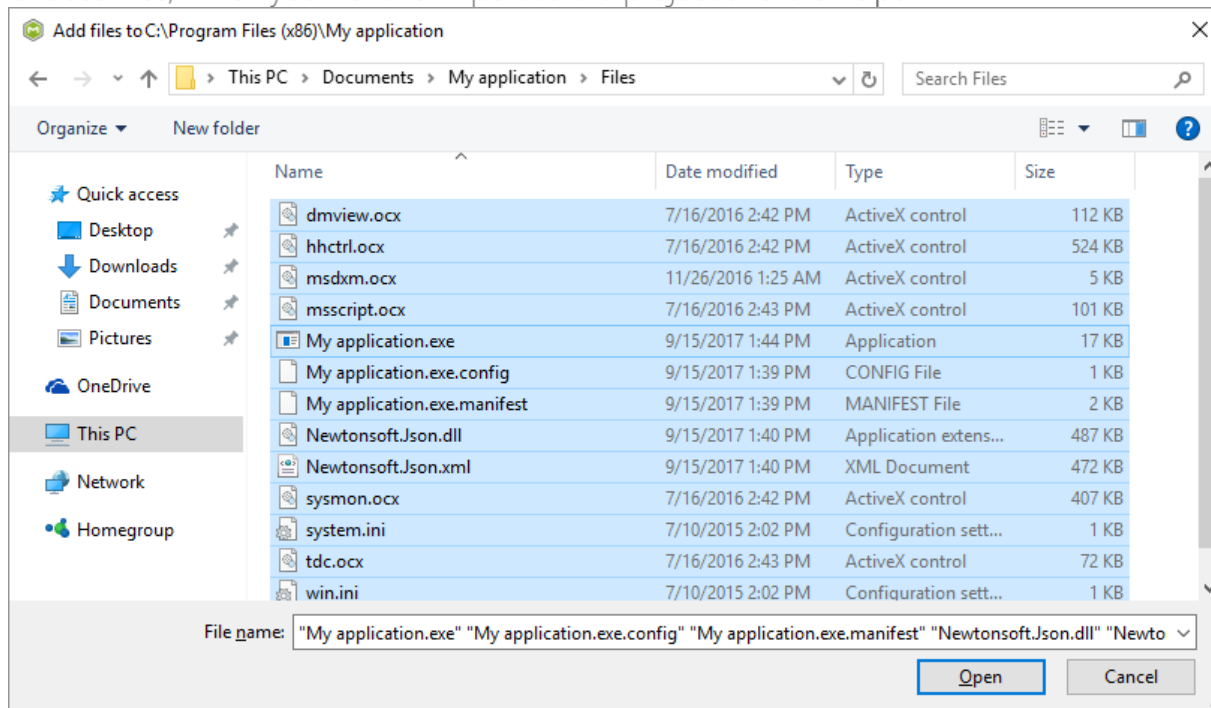 Add files to C:\Program Files (x86)\My application
This PC > Documents > My application > Files
Search Files
Organize
New folder
?
Name
Date modified
Type
Size
Quick access
Desktop
Downloads
Documents
Pictures
OneDrive
This PC
Network
Homegroup
dmview.ocx 7/16/2016 2:42 PM ActiveX control 112 KB
hhctrl.ocx 7/16/2016 2:42 PM ActiveX control 524 KB
msdxm.ocx 11/26/2016 1:25 AM ActiveX control 5 KB
msscript.ocx 7/16/2016 2:43 PM ActiveX control 101 KB
My application.exe 9/15/2017 1:44 PM Application 17 KB
My application.exe.config 9/15/2017 1:39 PM CONFIG File 1 KB
My application.exe.manifest 9/15/2017 1:39 PM MANIFEST File 2 KB
Newtonsoft.Json.dll 9/15/2017 1:40 PM Application extens... 487 KB
Newtonsoft.Json.xml 9/15/2017 1:40 PM XML Document 472 KB
sysmon.ocx 7/16/2016 2:42 PM ActiveX control 407 KB
system.ini 7/10/2015 2:02 PM Configuration sett... 1 KB
tdc.ocx 7/16/2016 2:43 PM ActiveX control 72 KB
win.ini 7/10/2015 2:02 PM Configuration sett... 1 KB
File name: "My application.exe" "My application.exe.config" "My application.exe.manifest" "Newtonsoft.Json.dll" "Newto
Open
Cancel